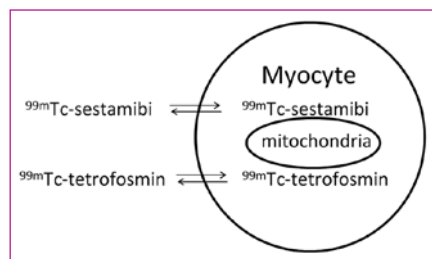 Myocyte
⁹⁹ᵐTc-sestamibi ⁹⁹ᵐTc-sestamibi
mitochondria
⁹⁹ᵐTc-tetrofosmin ⁹⁹ᵐTc-tetrofosmin